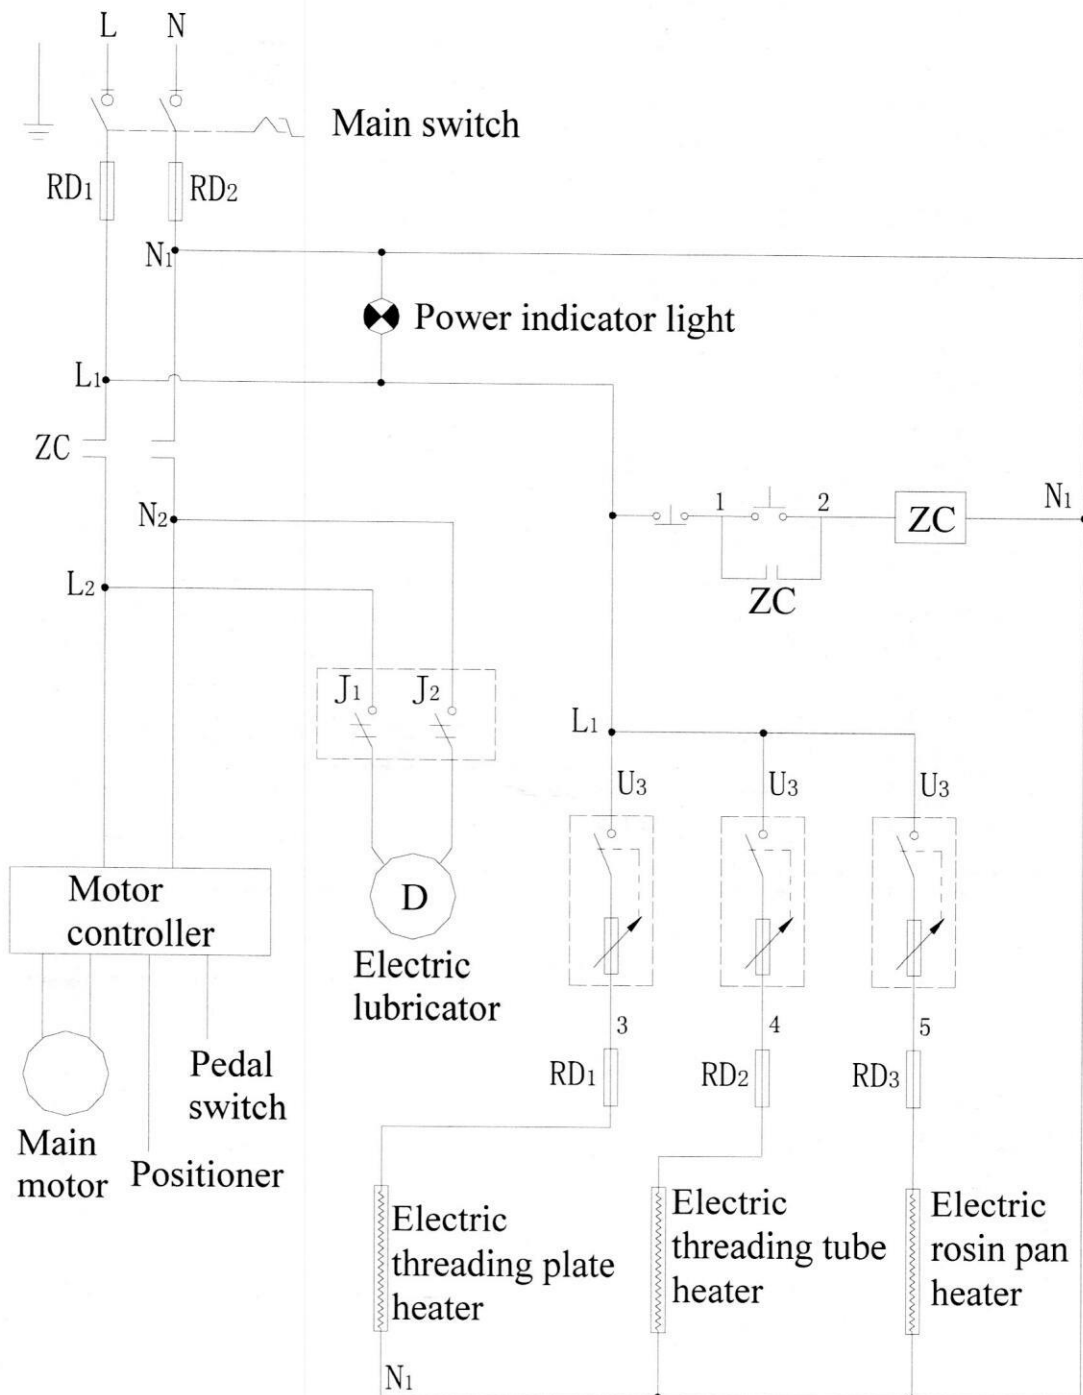 L N
Main switch
RD1 RD2
N1
Power indicator light
L1
ZC
1 2 N1
N2 ZC
L2
ZC
J1 J2
L1
U3 U3 U3
Motor
controller
D
Electric
lubricator
3 4 5
RD1 RD2 RD3
Pedal
switch
Main
motor
Positioner
Electric
threading plate
heater
Electric
threading tube
heater
Electric
rosin pan
heater
N1